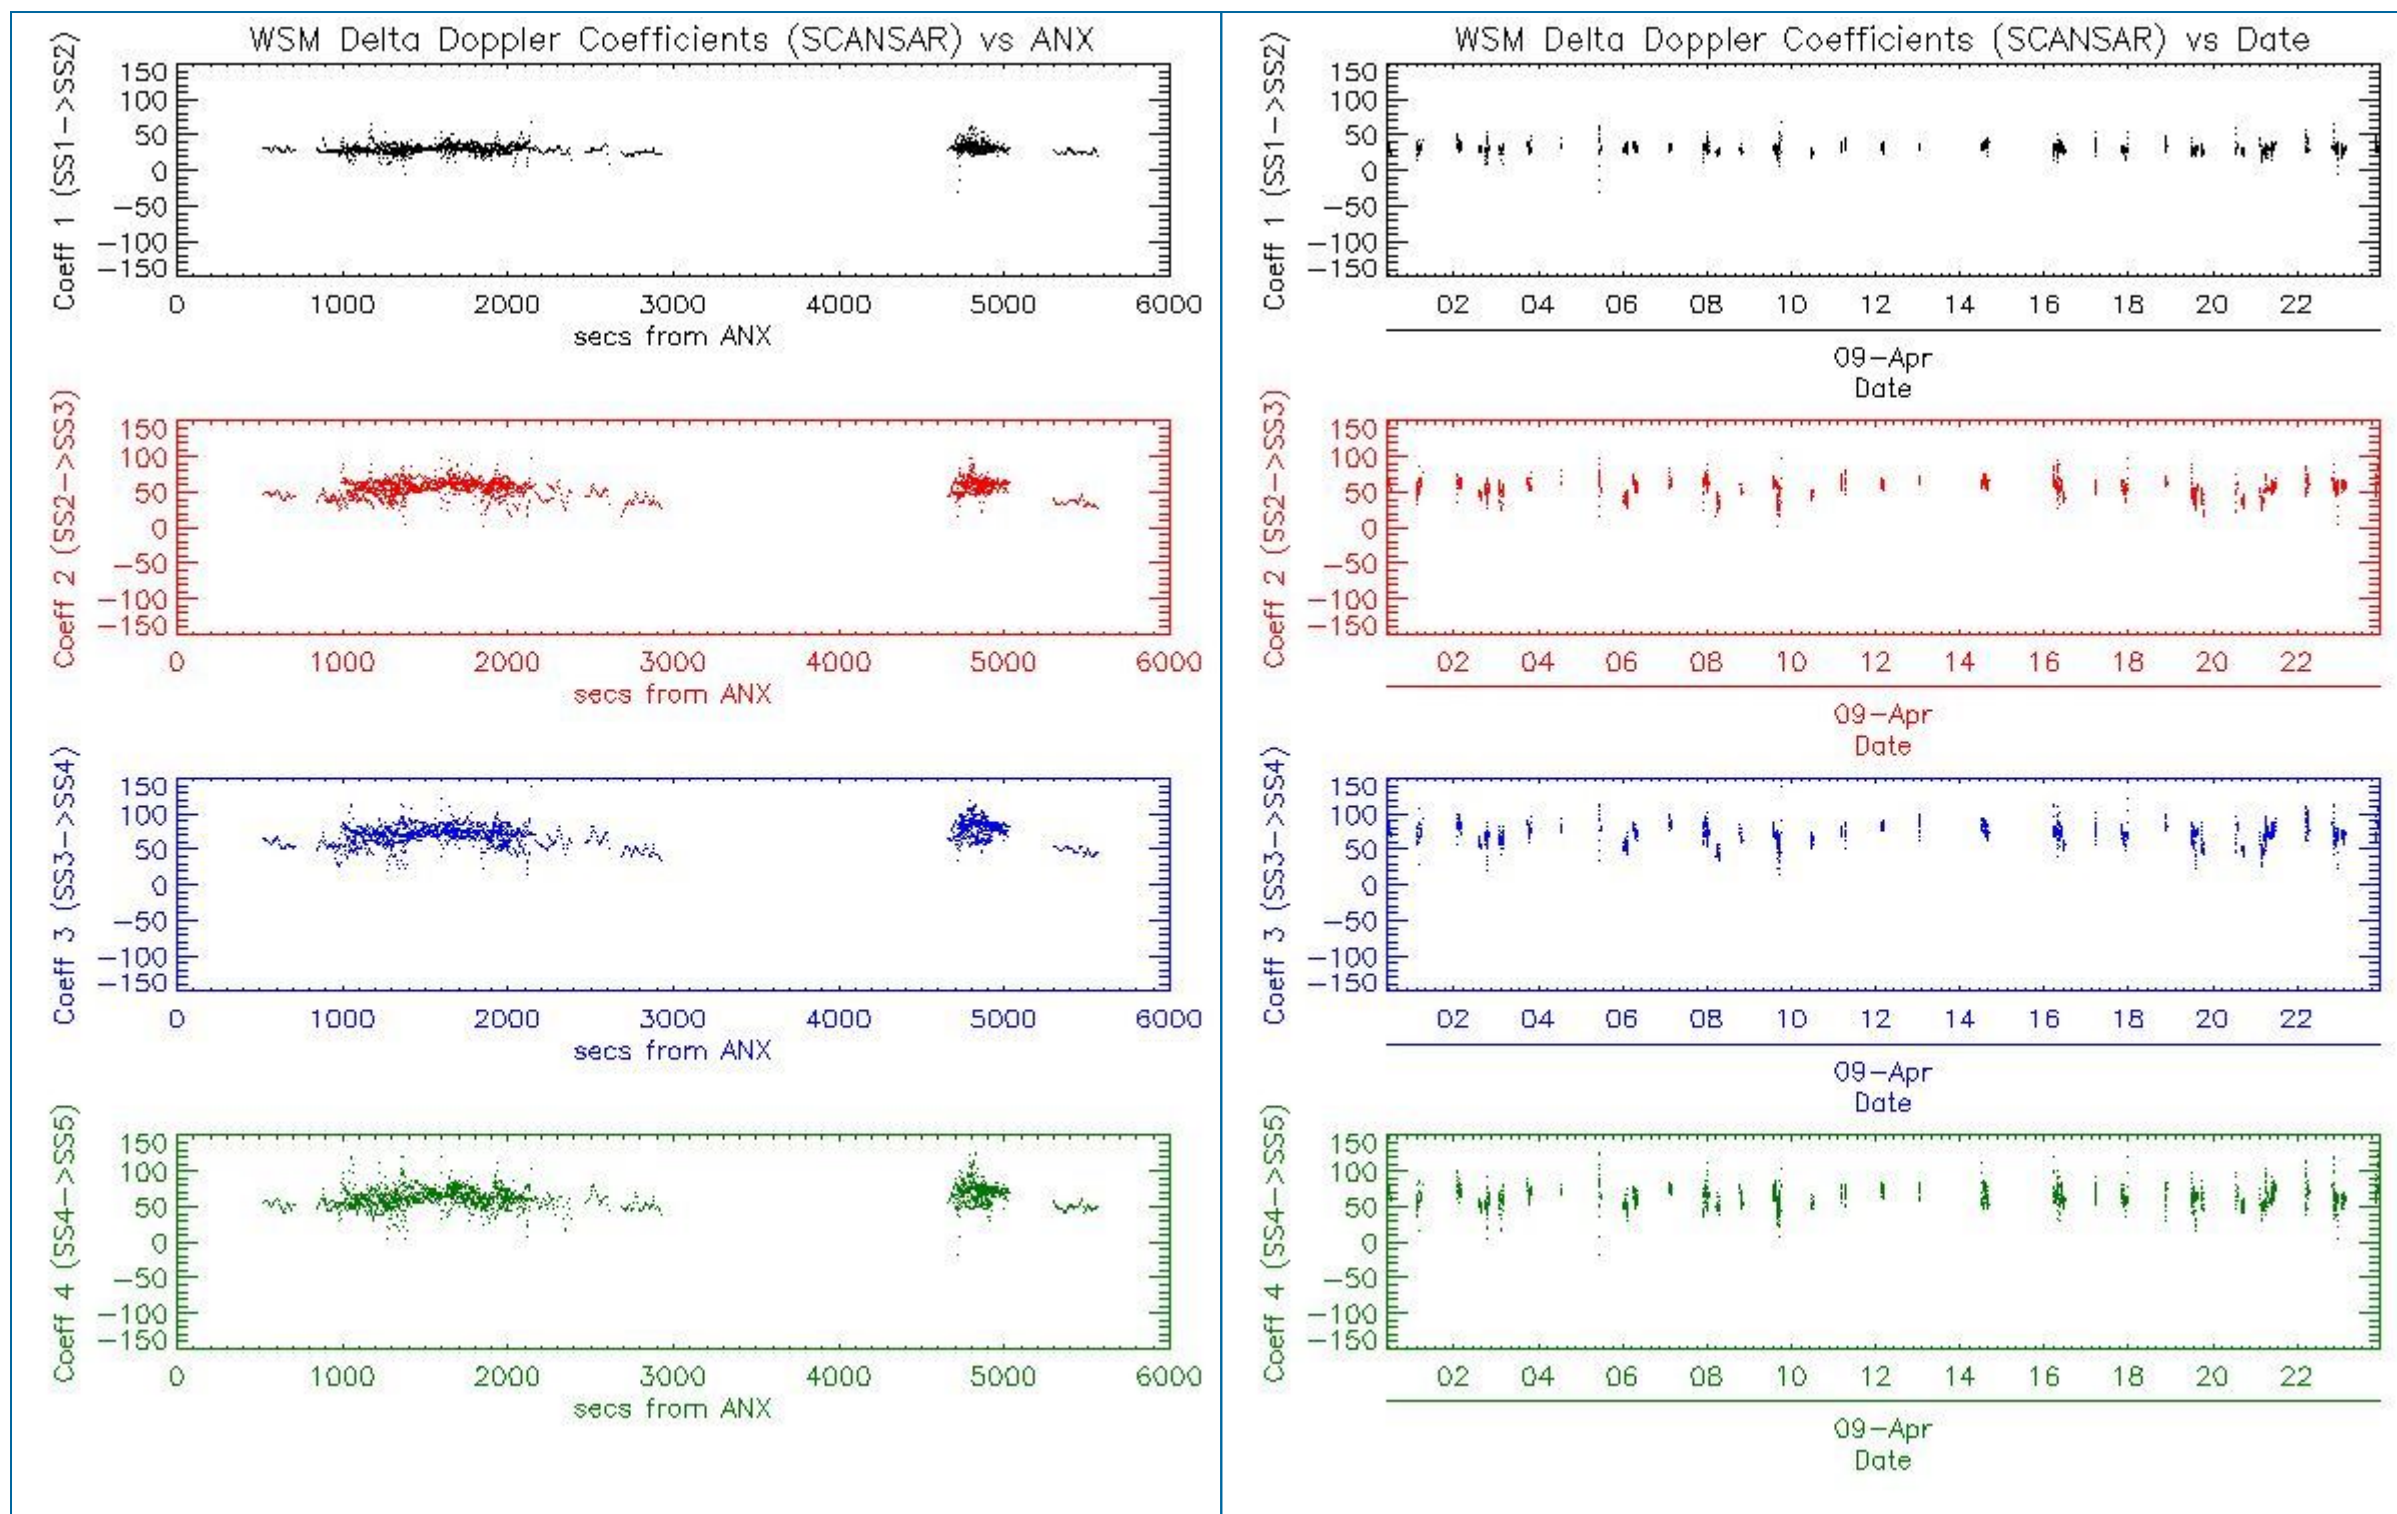 WSM Delta Doppler Coefficients (SCANSAR) vs ANX
Coeff 1 (SS1->SS2)
150
100
50
0
-50
-100
-150
0 1000 2000 3000 4000 5000 6000
secs from ANX
Coeff 2 (SS2->SS3)
150
100
50
0
-50
-100
-150
0 1000 2000 3000 4000 5000 6000
secs from ANX
Coeff 3 (SS3->SS4)
150
100
50
0
-50
-100
-150
0 1000 2000 3000 4000 5000 6000
secs from ANX
Coeff 4 (SS4->SS5)
150
100
50
0
-50
-100
-150
0 1000 2000 3000 4000 5000 6000
secs from ANX
WSM Delta Doppler Coefficients (SCANSAR) vs Date
Coeff 1 (SS1->SS2)
150
100
50
0
-50
-100
-150
02 04 06 08 10 12 14 16 18 20 22
09-Apr
Date
Coeff 2 (SS2->SS3)
150
100
50
0
-50
-100
-150
02 04 06 08 10 12 14 16 18 20 22
09-Apr
Date
Coeff 3 (SS3->SS4)
150
100
50
0
-50
-100
-150
02 04 06 08 10 12 14 16 18 20 22
09-Apr
Date
Coeff 4 (SS4->SS5)
150
100
50
0
-50
-100
-150
02 04 06 08 10 12 14 16 18 20 22
09-Apr
Date